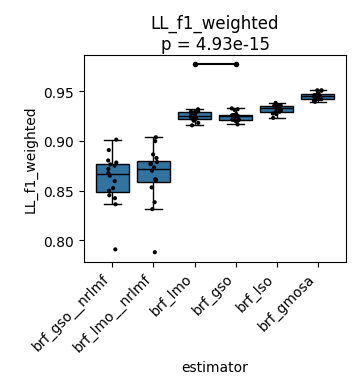 LL_f1_weighted
p = 4.93e-15
LL_f1_weighted
0.95
0.90
0.85
0.80
brf_gso__nrlmf
brf_lmo__nrlmf
brf_lmo
brf_gso
brf_lso
brf_gmosa
estimator